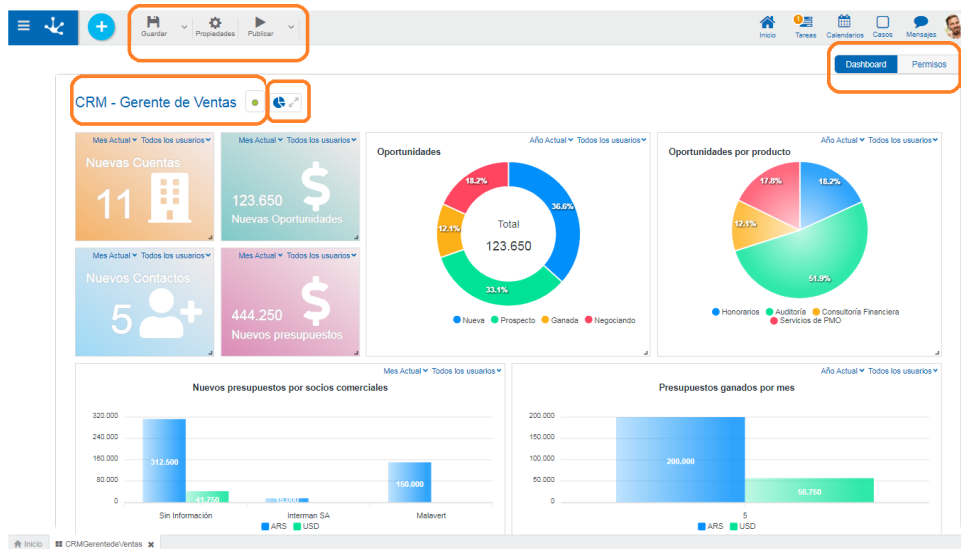 Guardar
Propiedades
Publicar
Inicio
Tareas
Calendarios
Casos
Mensajes
Dashboard
Permisos
CRM - Gerente de Ventas
Mes Actual Todos los usuarios
Nuevas Cuentas
11
Mes Actual Todos los usuarios
123.650
Nuevas Oportunidades
Año Actual Todos los usuarios
Oportunidades
18.2%
36.6%
12.1%
33.1%
Total
123.650
Nueva Prospecto Ganada Negociando
Año Actual Todos los usuarios
Oportunidades por producto
17.8%
18.2%
12.1%
51.9%
Honorarios Auditoría Consultoría Financiera
Servicios de PMO
Mes Actual Todos los usuarios
Nuevos Contactos
5
Mes Actual Todos los usuarios
444.250
Nuevos presupuestos
Mes Actual Todos los usuarios
Nuevos presupuestos por socios comerciales
320.000
240.000
160.000
80.000
0
312.500
41.750
15.000
150.000
Sin Información
Interman SA
Malavert
ARS USD
Año Actual Todos los usuarios
Presupuestos ganados por mes
200.000
150.000
100.000
50.000
0
200.000
55.750
5
ARS USD
Inicio
CRMGerentedeVentas